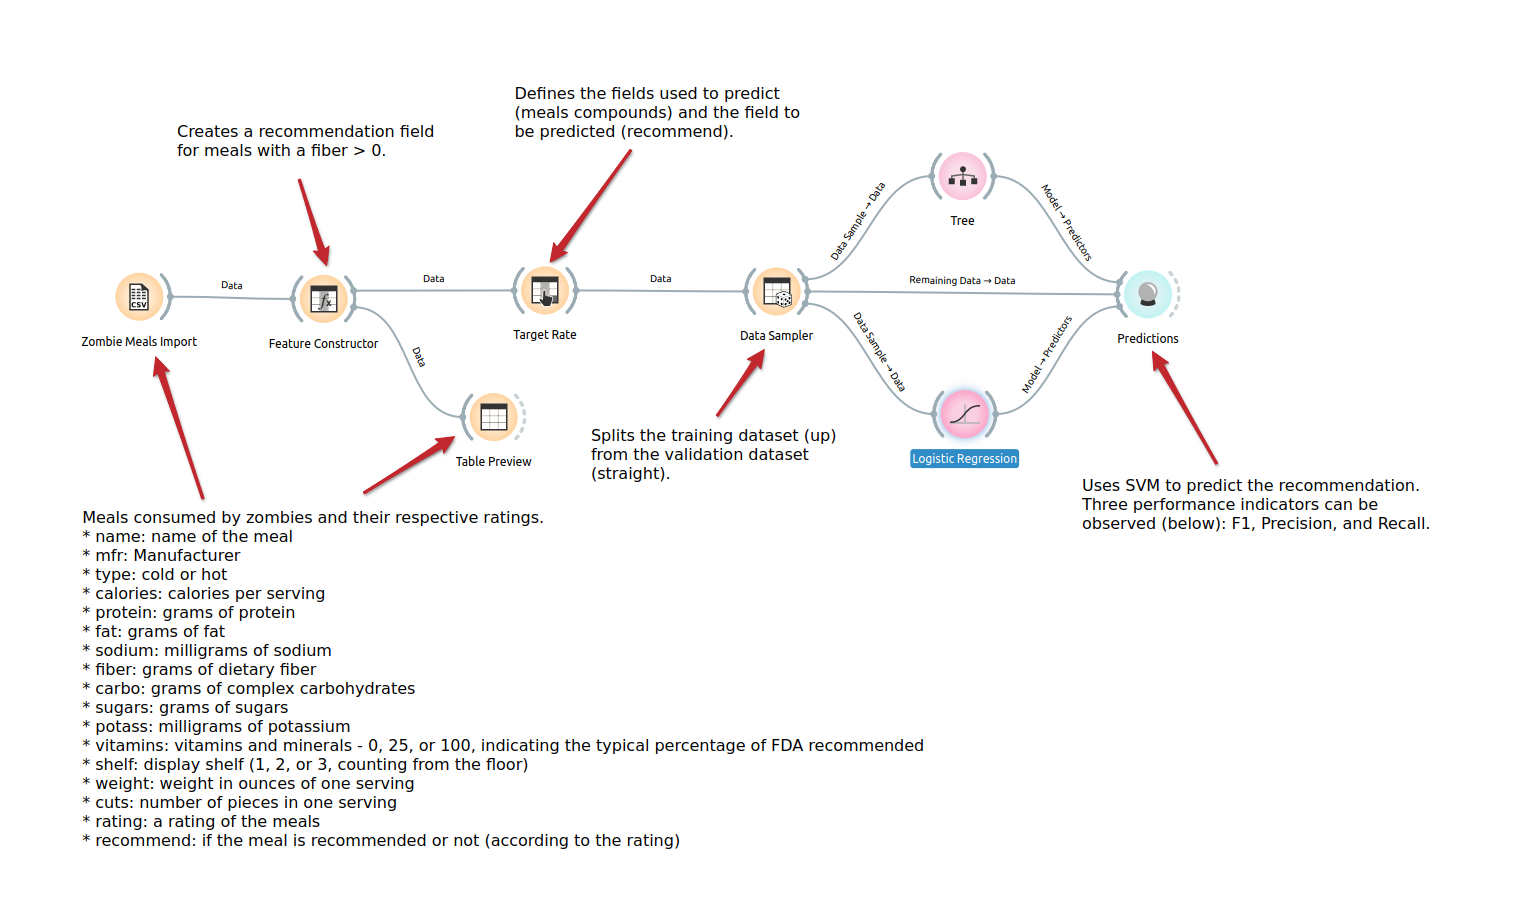 Defines the fields used to predict
(meals compounds) and the field to
be predicted (recommend).
Creates a recommendation field
for meals with a fiber > 0.
Data Sample → Data
Model → Predictors
Tree
Data
Data
Data
Remaining Data → Data
CSV
fx
Zombie Meals Import
Feature Constructor
Target Rate
Data Sampler
Predictions
Data
Data Sample → Data
Model → Predictors
Table Preview
Logistic Regression
Splits the training dataset (up)
from the validation dataset
(straight).
Uses SVM to predict the recommendation.
Three performance indicators can be
observed (below): F1, Precision, and Recall.
Meals consumed by zombies and their respective ratings.
* name: name of the meal
* mfr: Manufacturer
* type: cold or hot
* calories: calories per serving
* protein: grams of protein
* fat: grams of fat
* sodium: milligrams of sodium
* fiber: grams of dietary fiber
* carbo: grams of complex carbohydrates
* sugars: grams of sugars
* potass: milligrams of potassium
* vitamins: vitamins and minerals - 0, 25, or 100, indicating the typical percentage of FDA recommended
* shelf: display shelf (1, 2, or 3, counting from the floor)
* weight: weight in ounces of one serving
* cuts: number of pieces in one serving
* rating: a rating of the meals
* recommend: if the meal is recommended or not (according to the rating)